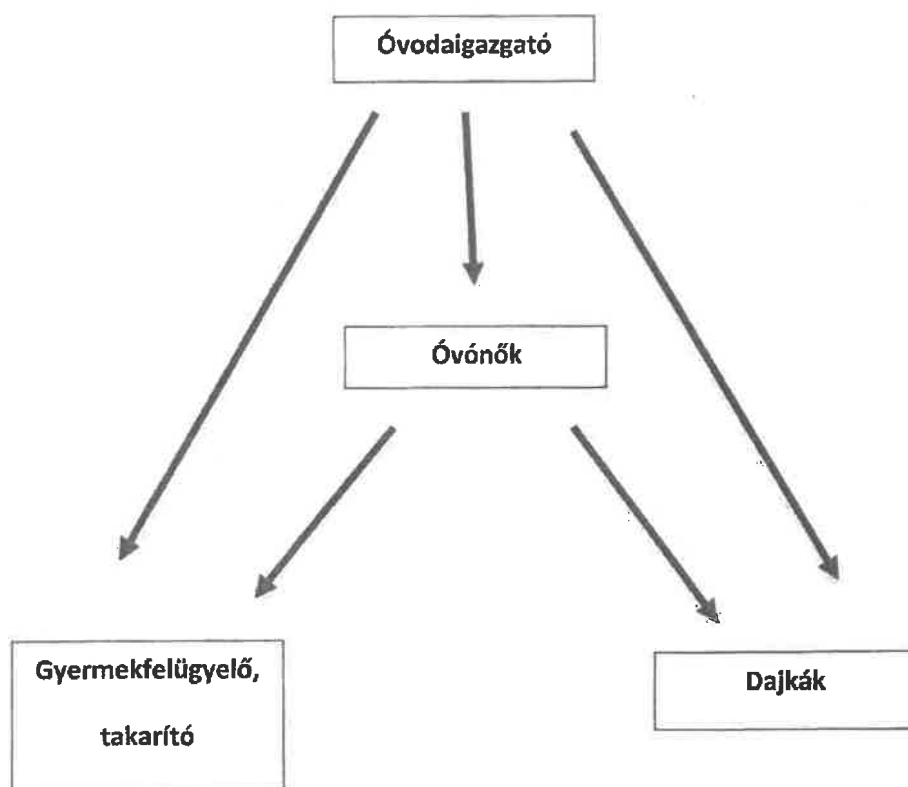 Óvodaigazgató
Óvónők
Gyermekfelügyelő,
takarító
Dajkák